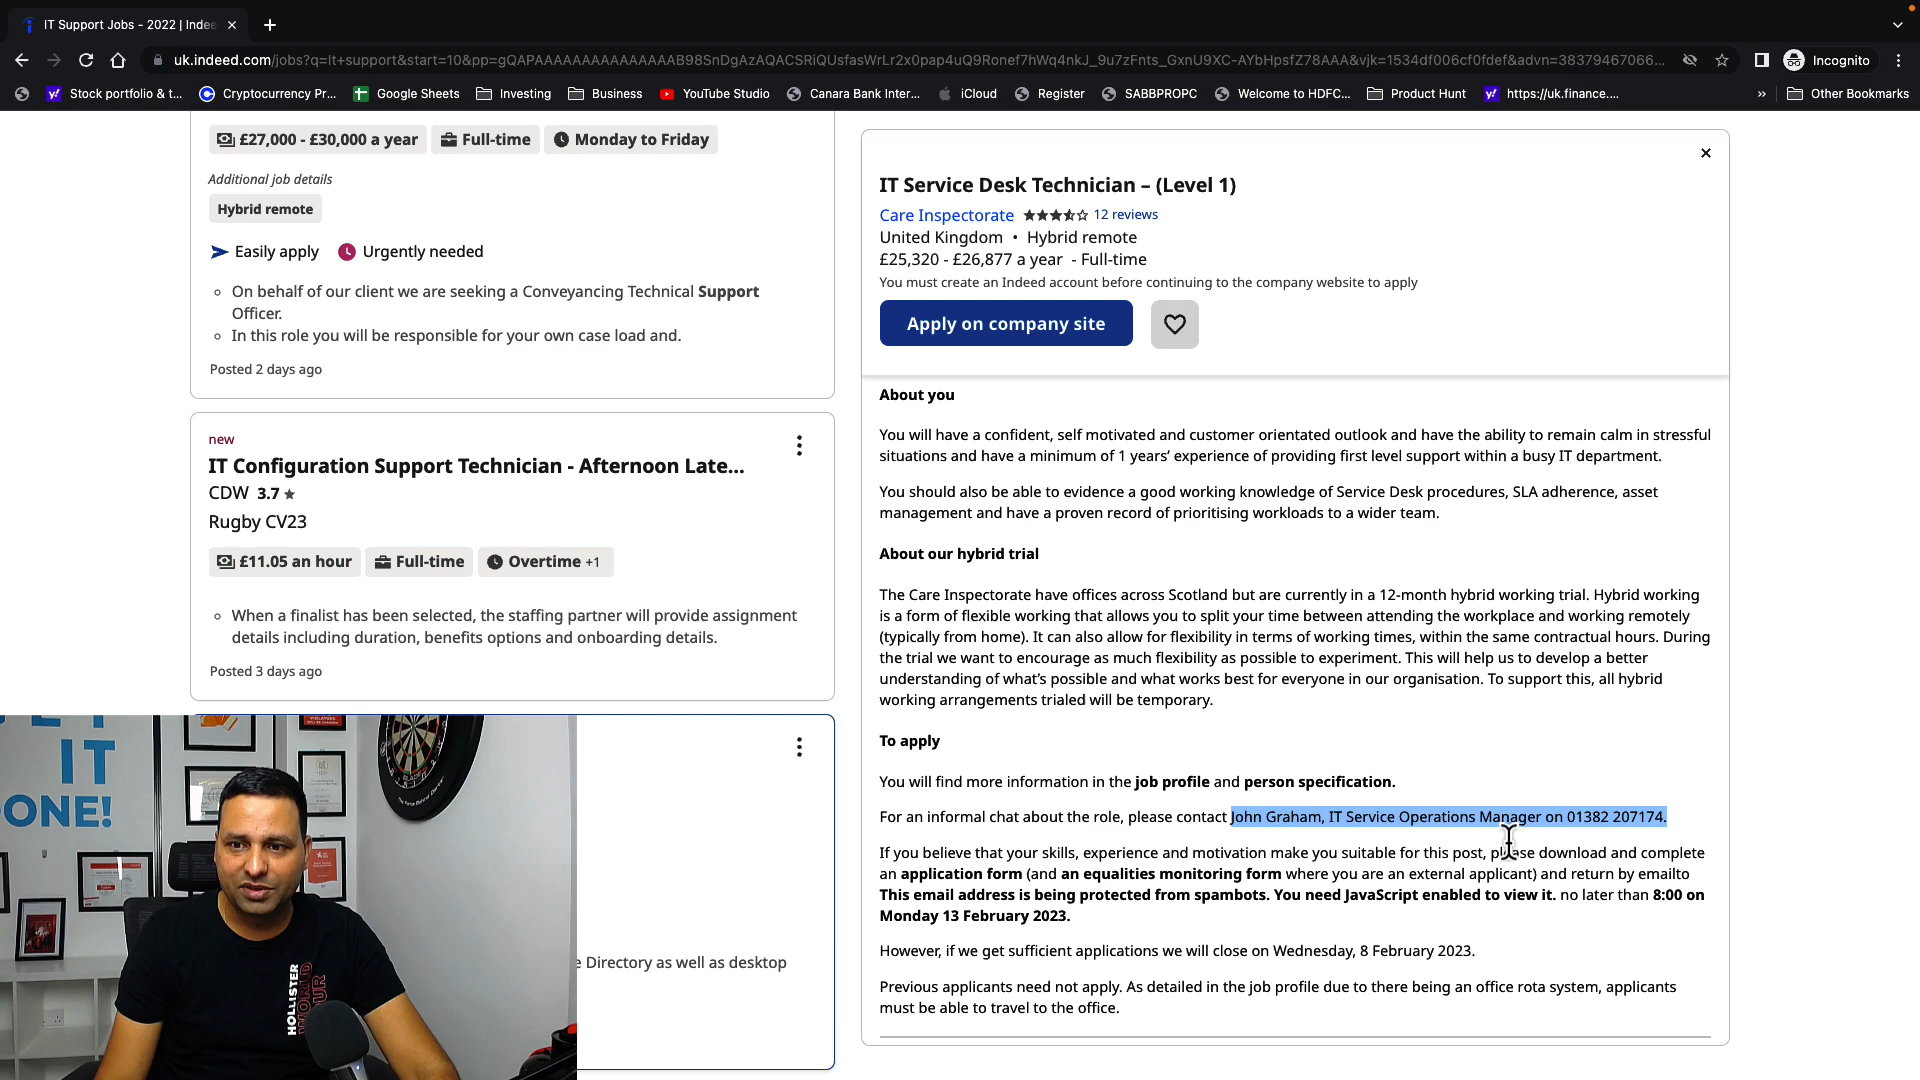 IT Support Jobs - 2022 | Inde
uk.indeed.com/jobs?q=It+support&start=10&pp=gQAPAAAAAAAAAAAAAAAB98SnDgAzAQACSRiQUsfasWrLr2x0pap4uQ9Ronef7hWq4nkJ_9u7zFnts_GxnU9XC-AYbHpsfZ78AAA&vjk=1534df006cf0fdef&advn=38379467066...
Incognito
Stock portfolio & t... Cryptocurrency Pr... Google Sheets Investing Business YouTube Studio Canara Bank Inter... iCloud Register SABBPROPC Welcome to HDFC... Product Hunt https://uk.finance.... » Other Bookmarks
£27,000 - £30,000 a year Full-time Monday to Friday
Additional job details
Hybrid remote
Easily apply Urgently needed
On behalf of our client we are seeking a Conveyancing Technical Support
Officer.
In this role you will be responsible for your own case load and.
Posted 2 days ago
new
IT Configuration Support Technician - Afternoon Late...
CDW 3.7 ★
Rugby CV23
£11.05 an hour Full-time Overtime +1
When a finalist has been selected, the staffing partner will provide assignment
details including duration, benefits options and onboarding details.
Posted 3 days ago
e Directory as well as desktop
IT Service Desk Technician – (Level 1)
Care Inspectorate 12 reviews
United Kingdom • Hybrid remote
£25,320 - £26,877 a year - Full-time
You must create an Indeed account before continuing to the company website to apply
Apply on company site
About you
You will have a confident, self motivated and customer orientated outlook and have the ability to remain calm in stressful
situations and have a minimum of 1 years’ experience of providing first level support within a busy IT department.
You should also be able to evidence a good working knowledge of Service Desk procedures, SLA adherence, asset
management and have a proven record of prioritising workloads to a wider team.
About our hybrid trial
The Care Inspectorate have offices across Scotland but are currently in a 12-month hybrid working trial. Hybrid working
is a form of flexible working that allows you to split your time between attending the workplace and working remotely
(typically from home). It can also allow for flexibility in terms of working times, within the same contractual hours. During
the trial we want to encourage as much flexibility as possible to experiment. This will help us to develop a better
understanding of what’s possible and what works best for everyone in our organisation. To support this, all hybrid
working arrangements trialed will be temporary.
To apply
You will find more information in the job profile and person specification.
For an informal chat about the role, please contact John Graham, IT Service Operations Manager on 01382 207174.
If you believe that your skills, experience and motivation make you suitable for this post, please download and complete
an application form (and an equalities monitoring form where you are an external applicant) and return by emailto
This email address is being protected from spambots. You need JavaScript enabled to view it. no later than 8:00 on
Monday 13 February 2023.
However, if we get sufficient applications we will close on Wednesday, 8 February 2023.
Previous applicants need not apply. As detailed in the job profile due to there being an office rota system, applicants
must be able to travel to the office.
IT
DONE!
HOLLISTER